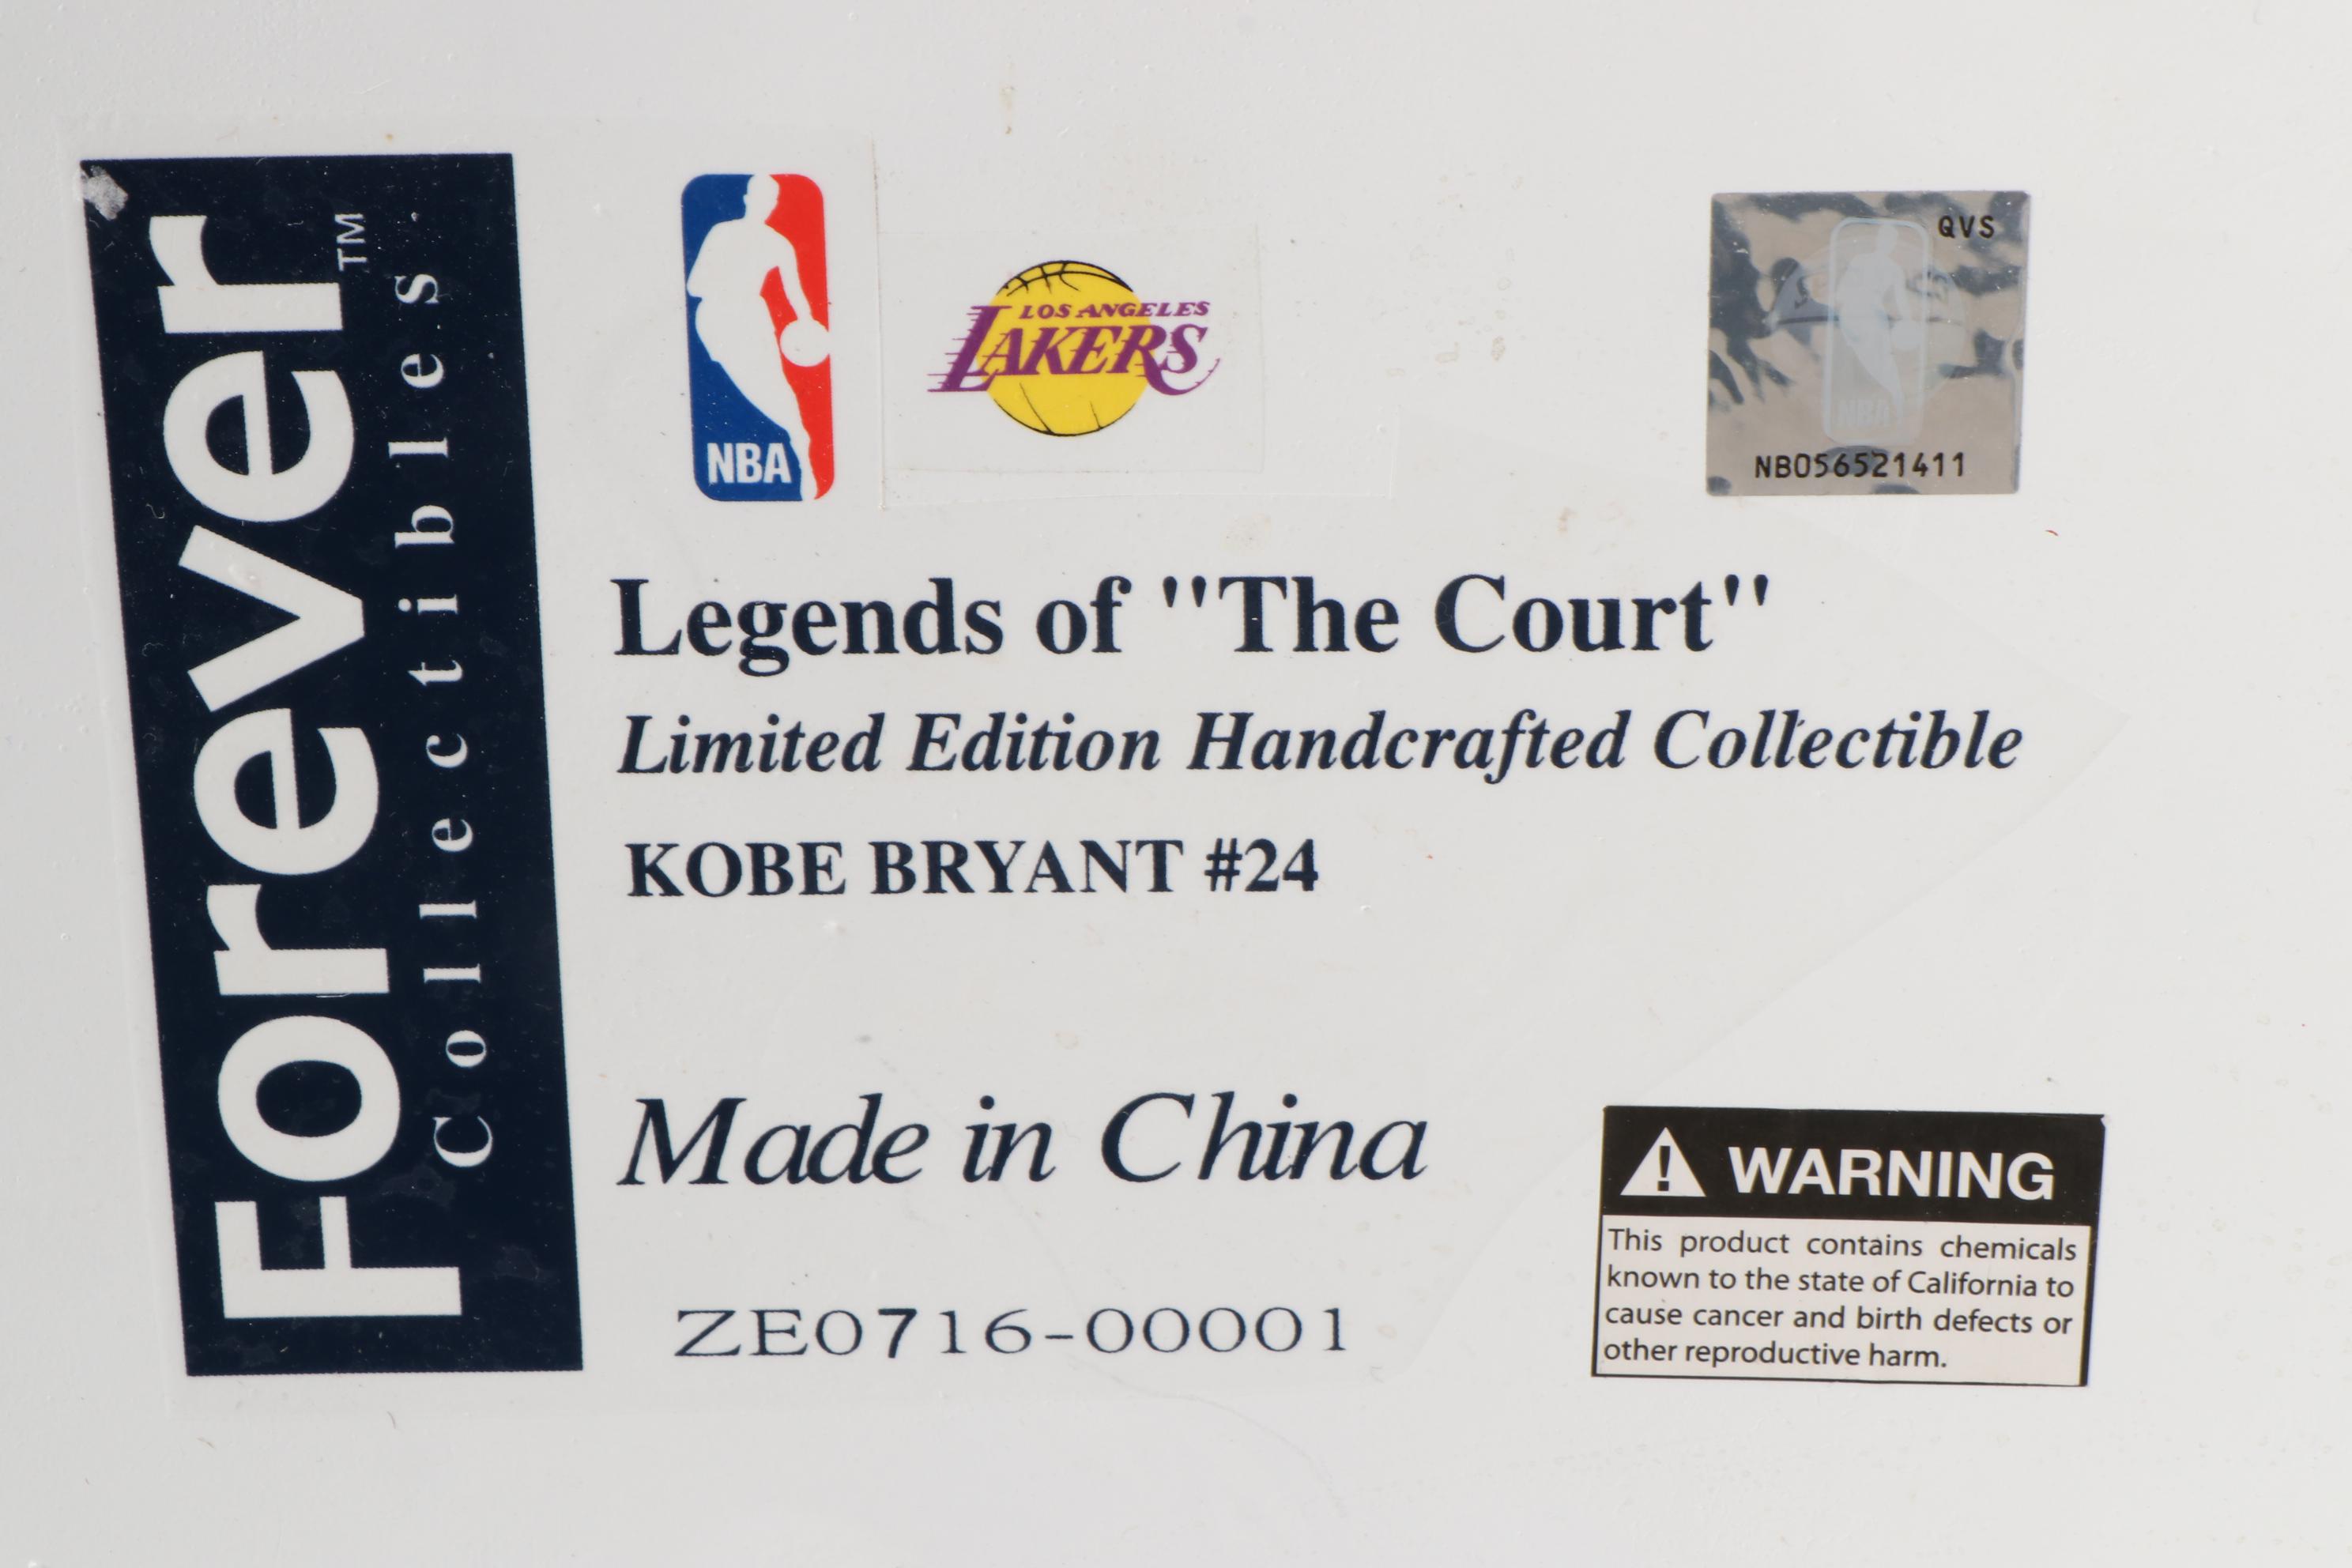 Forever™
Collectibles
NBA
LOS ANGELES
LAKERS
QVS
NBA
NB056521411
Legends of "The Court"
Limited Edition Handcrafted Collectible
KOBE BRYANT #24
Made in China
ZE0716-00001
WARNING
This product contains chemicals
known to the state of California to
cause cancer and birth defects or
other reproductive harm.